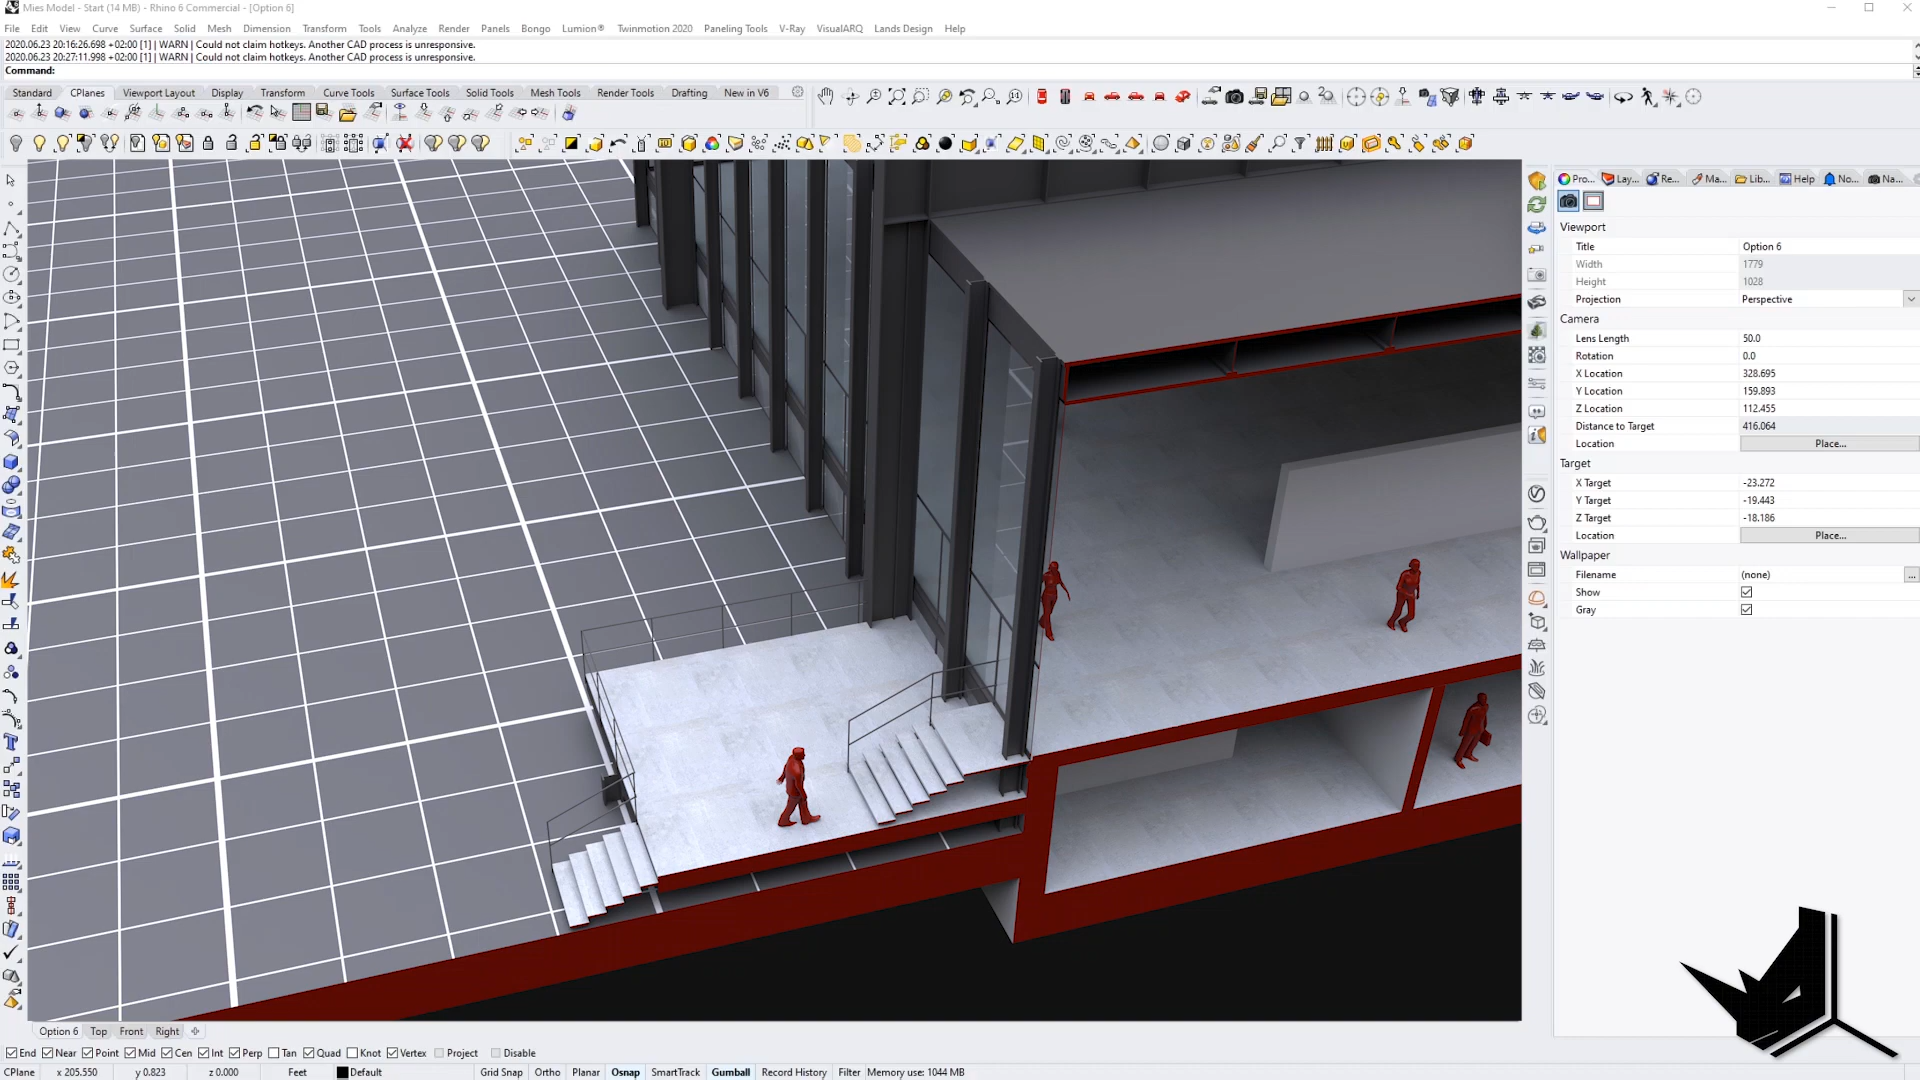 Mies Model - Start (14 MB) - Rhino 6 Commercial - [Option 6]
File Edit View Curve Surface Solid Mesh Dimension Transform Tools Analyze Render Panels Bongo Lumion® Twinmotion 2020 Paneling Tools V-Ray VisualARQ Lands Design Help
2020.06.23 20:16:26.698 +02:00 [1] | WARN | Could not claim hotkeys. Another CAD process is unresponsive.
2020.06.23 20:27:11.998 +02:00 [1] | WARN | Could not claim hotkeys. Another CAD process is unresponsive.
Command:
Standard CPlanes Viewport Layout Display Transform Curve Tools Surface Tools Solid Tools Mesh Tools Render Tools Drafting New in V6
Pro... Lay... Re... Ma... Lib... Help No... Na...
Viewport
Title Option 6
Width 1779
Height 1028
Projection Perspective
Camera
Lens Length 50.0
Rotation 0.0
X Location 328.695
Y Location 159.893
Z Location 112.455
Distance to Target 416.064
Location Place...
Target
X Target -23.272
Y Target -19.443
Z Target -18.186
Location Place...
Wallpaper
Filename (none) ...
Show
Gray
Option 6 Top Front Right
End Near Point Mid Cen Int Perp Tan Quad Knot Vertex Project Disable
CPlane x 205.550 y 0.823 z 0.000 Feet Default Grid Snap Ortho Planar Osnap SmartTrack Gumball Record History Filter Memory use: 1044 MB